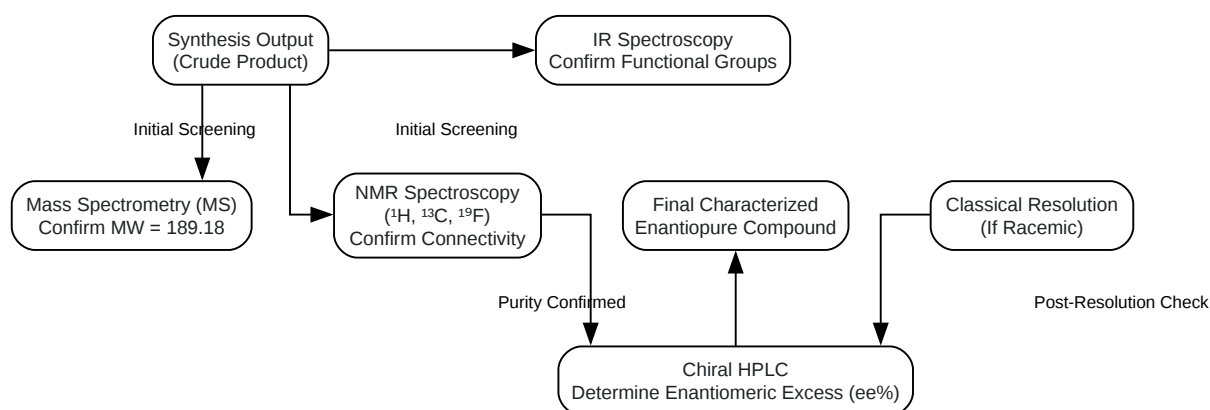 Synthesis Output
(Crude Product)
IR Spectroscopy
Confirm Functional Groups
Initial Screening
Initial Screening
Mass Spectrometry (MS)
Confirm MW = 189.18
NMR Spectroscopy
(¹H, ¹³C, ¹⁹F)
Confirm Connectivity
Final Characterized
Enantiopure Compound
Classical Resolution
(If Racemic)
Purity Confirmed
Post-Resolution Check
Chiral HPLC
Determine Enantiomeric Excess (ee%)